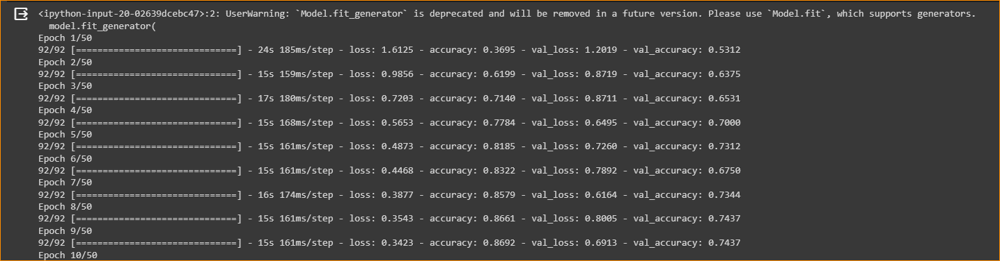 <ipython-input-20-02639dcebc47>:2: UserWarning: `Model.fit_generator` is deprecated and will be removed in a future version. Please use `Model.fit`, which supports generators.
  model.fit_generator(
Epoch 1/50
92/92 [==============================] - 24s 185ms/step - loss: 1.6125 - accuracy: 0.3695 - val_loss: 1.2019 - val_accuracy: 0.5312
Epoch 2/50
92/92 [==============================] - 15s 159ms/step - loss: 0.9856 - accuracy: 0.6199 - val_loss: 0.8719 - val_accuracy: 0.6375
Epoch 3/50
92/92 [==============================] - 17s 180ms/step - loss: 0.7203 - accuracy: 0.7140 - val_loss: 0.8711 - val_accuracy: 0.6531
Epoch 4/50
92/92 [==============================] - 15s 168ms/step - loss: 0.5653 - accuracy: 0.7784 - val_loss: 0.6495 - val_accuracy: 0.7000
Epoch 5/50
92/92 [==============================] - 15s 161ms/step - loss: 0.4873 - accuracy: 0.8185 - val_loss: 0.7260 - val_accuracy: 0.7312
Epoch 6/50
92/92 [==============================] - 15s 161ms/step - loss: 0.4468 - accuracy: 0.8322 - val_loss: 0.7892 - val_accuracy: 0.6750
Epoch 7/50
92/92 [==============================] - 16s 174ms/step - loss: 0.3877 - accuracy: 0.8579 - val_loss: 0.6164 - val_accuracy: 0.7344
Epoch 8/50
92/92 [==============================] - 15s 161ms/step - loss: 0.3543 - accuracy: 0.8661 - val_loss: 0.8005 - val_accuracy: 0.7437
Epoch 9/50
92/92 [==============================] - 15s 161ms/step - loss: 0.3423 - accuracy: 0.8692 - val_loss: 0.6913 - val_accuracy: 0.7437
Epoch 10/50